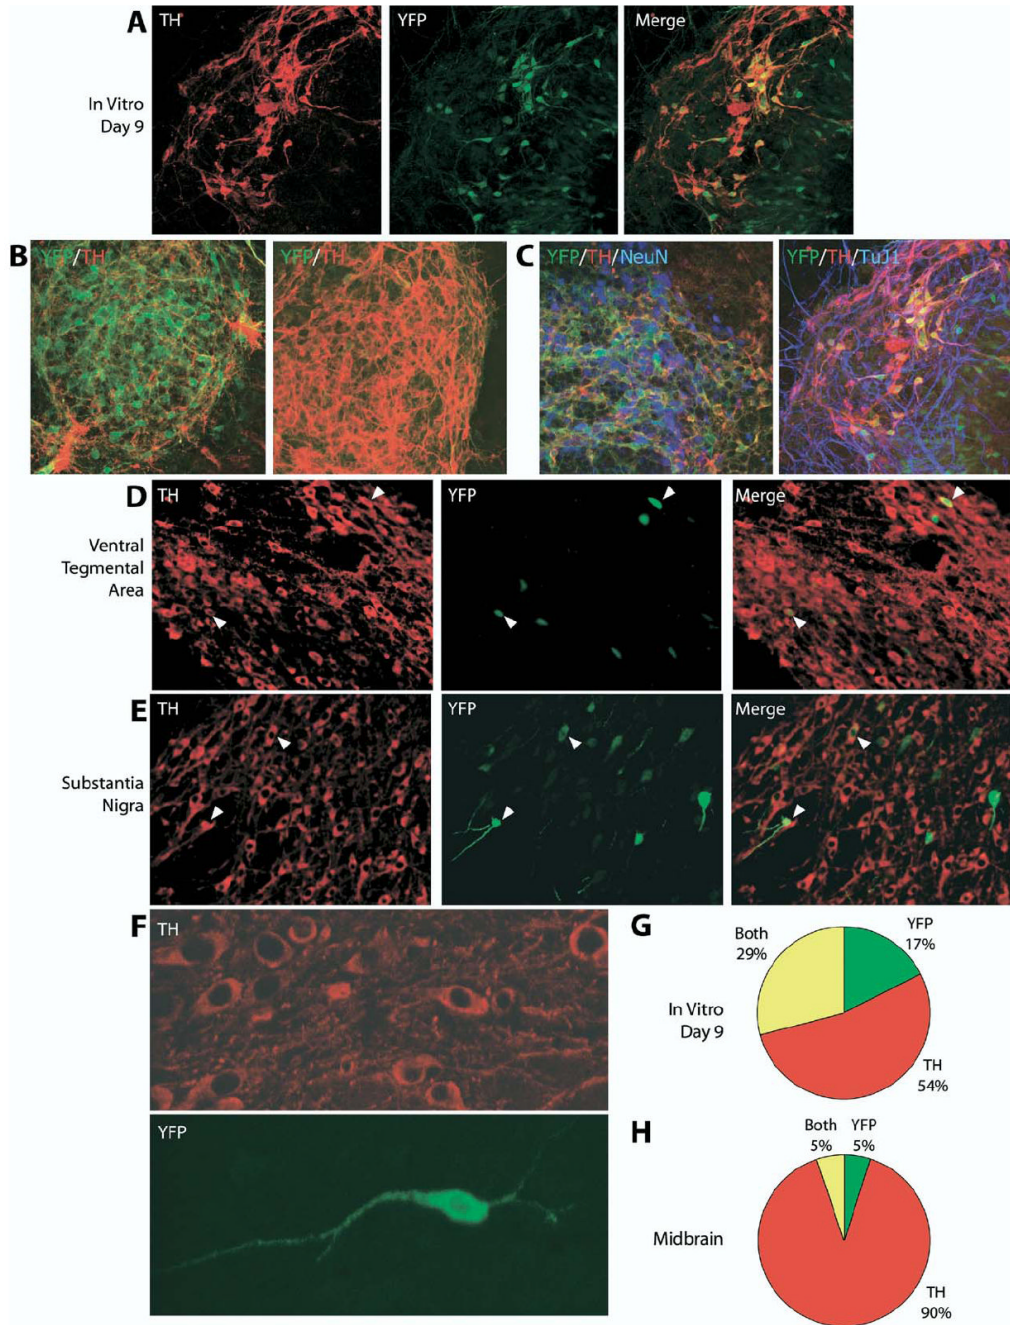 A
TH
YFP
Merge
In Vitro
Day 9
B
YFP/TH
YFP/TH
C
YFP/TH/NeuN
YFP/TH/TuJ1
D
TH
YFP
Merge
Ventral
Tegmental
Area
E
TH
YFP
Merge
Substantia
Nigra
F
TH
YFP
G
Both
29%
YFP
17%
In Vitro
Day 9
TH
54%
H
Both
5%
YFP
5%
Midbrain
TH
90%